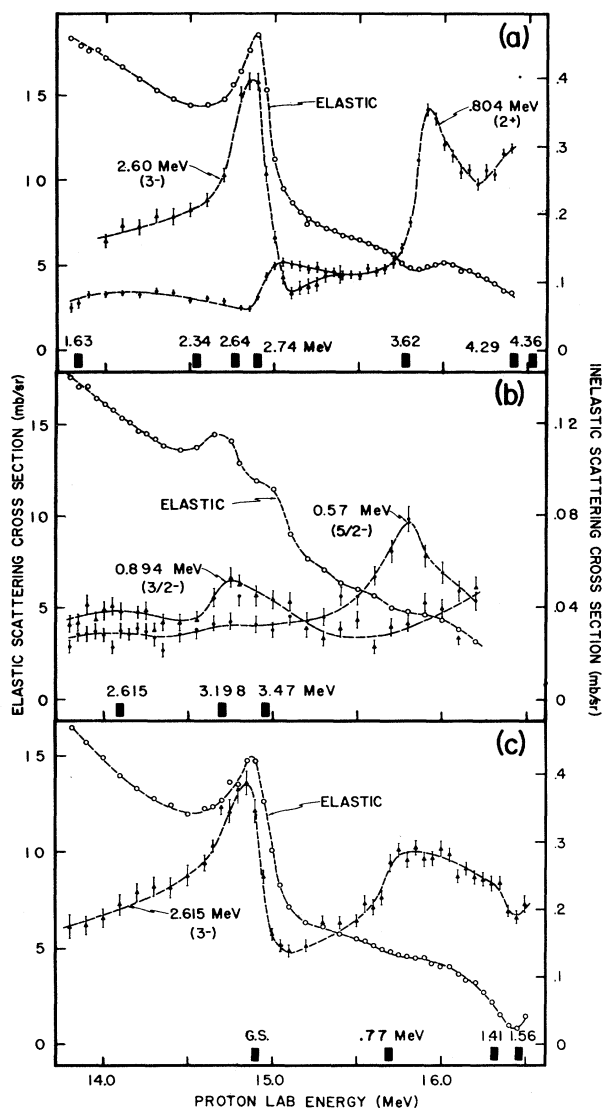 (a)
ELASTIC
.804 MeV
(2+)
2.60 MeV
(3-)
15
10
5
0
.4
.3
.2
.1
0
1.63
2.34
2.64
2.74 MeV
3.62
4.29
4.36
(b)
ELASTIC
0.57 MeV
(5/2-)
0.894 MeV
(3/2-)
15
10
5
0
.12
.08
.04
0
2.615
3.198
3.47 MeV
(c)
ELASTIC
2.615 MeV
(3-)
15
10
5
0
.4
.3
.2
.1
0
G.S.
.77 MeV
1.41
1.56
14.0
15.0
16.0
PROTON LAB ENERGY (MeV)
ELASTIC SCATTERING CROSS SECTION (mb/sr)
INELASTIC SCATTERING CROSS SECTION (mb/sr)